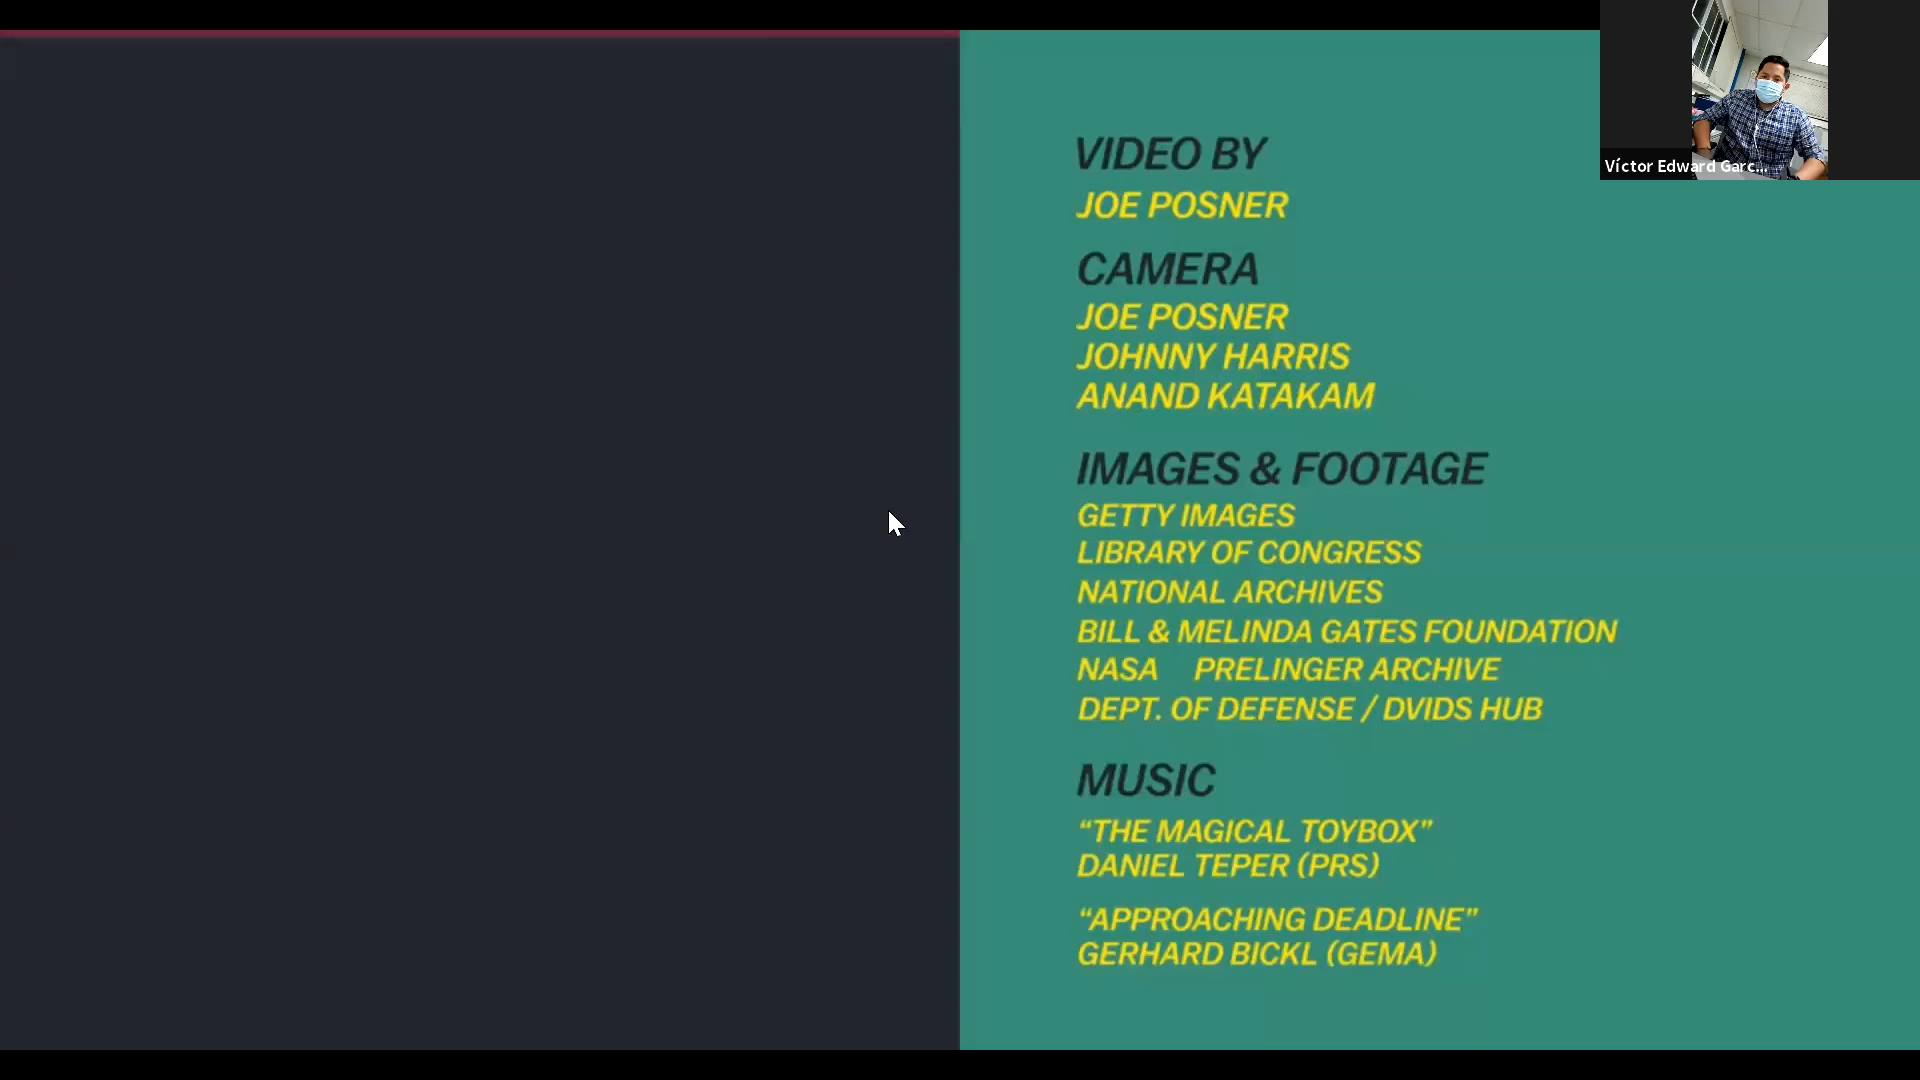 VIDEO BY
JOE POSNER
CAMERA
JOE POSNER
JOHNNY HARRIS
ANAND KATAKAM
IMAGES & FOOTAGE
GETTY IMAGES
LIBRARY OF CONGRESS
NATIONAL ARCHIVES
BILL & MELINDA GATES FOUNDATION
NASA PRELINGER ARCHIVE
DEPT. OF DEFENSE / DVIDS HUB
MUSIC
“THE MAGICAL TOYBOX”
DANIEL TEPER (PRS)
“APPROACHING DEADLINE”
GERHARD BICKL (GEMA)
Víctor Edward Garc...